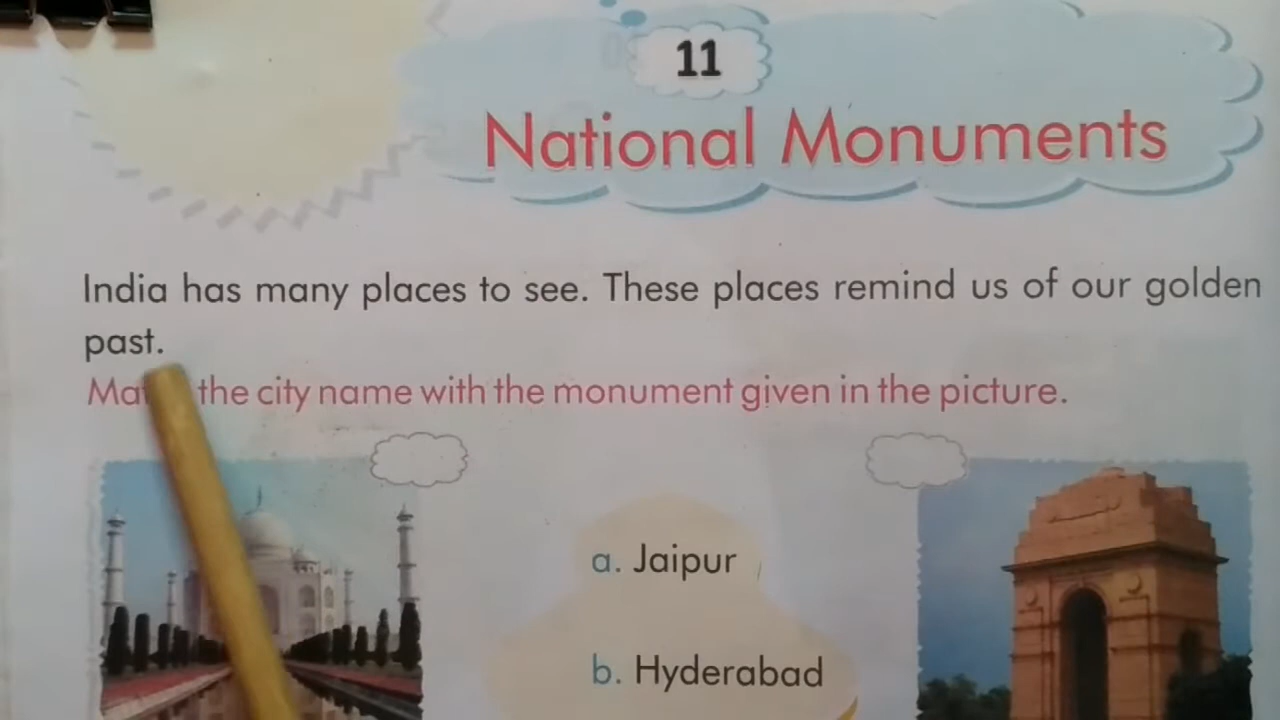 11
National Monuments
India has many places to see. These places remind us of our golden
past.
the city name with the monument given in the picture.
a. Jaipur
b. Hyderabad